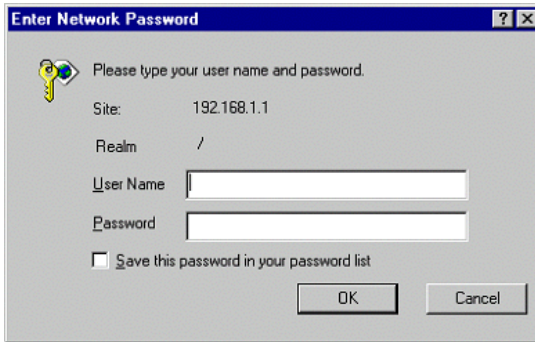 Enter Network Password
Please type your user name and password.
Site: 192.168.1.1
Realm /
User Name
Password
Save this password in your password list
OK Cancel